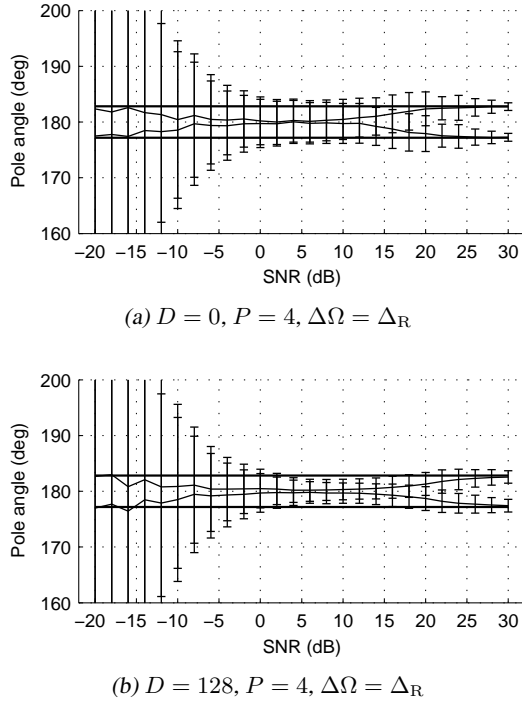 200
190
180
170
160
Pole angle (deg)
−20 −15 −10 −5 0 5 10 15 20 25 30
SNR (dB)
(a) D = 0, P = 4, ΔΩ = Δ_R
200
190
180
170
160
Pole angle (deg)
−20 −15 −10 −5 0 5 10 15 20 25 30
SNR (dB)
(b) D = 128, P = 4, ΔΩ = Δ_R